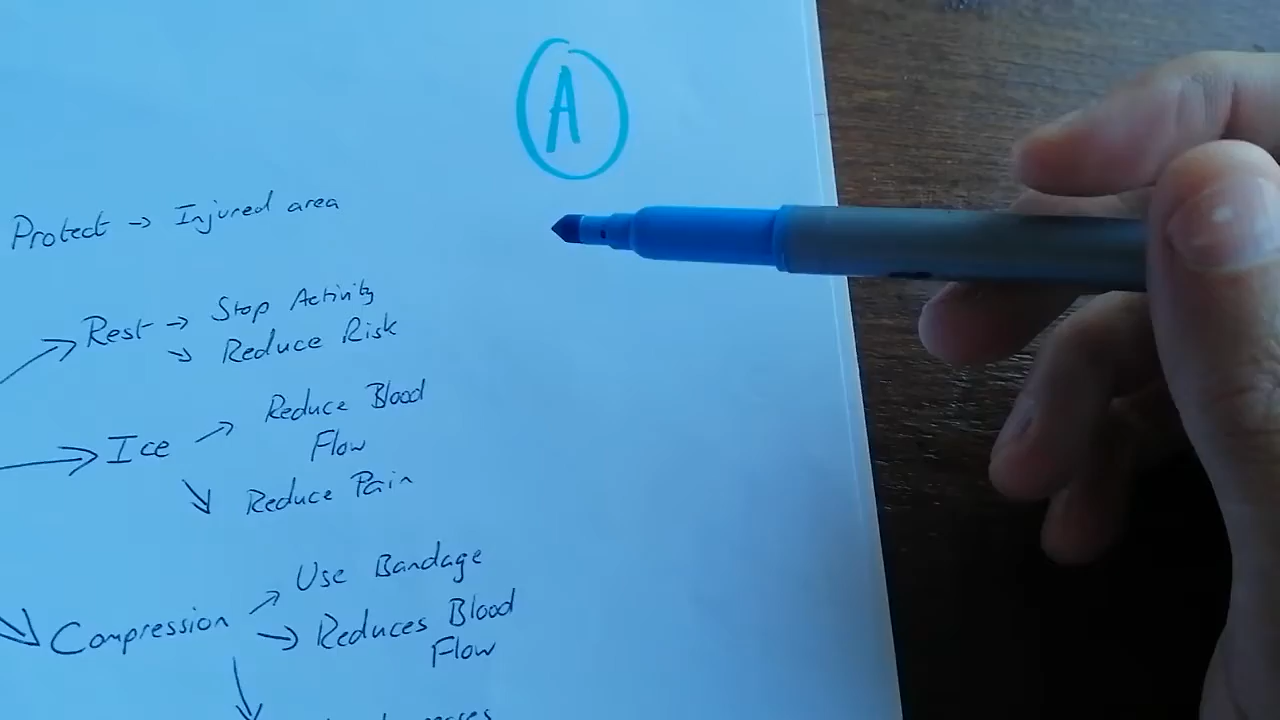 A
Protect → Injured area
Rest → Stop Activity
↘ Reduce Risk
Ice ↗ Reduce Blood
Flow
↘ Reduce Pain
Compression ↗ Use Bandage
→ Reduces Blood
Flow